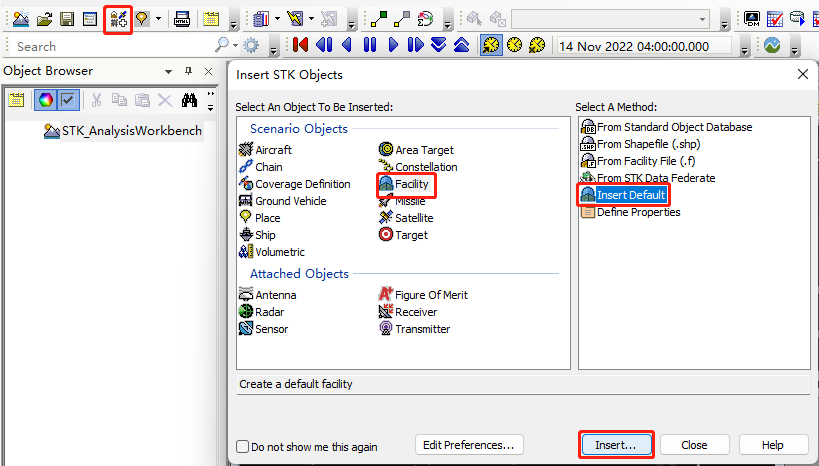 Search
14 Nov 2022 04:00:00.000
Object Browser
STK_AnalysisWorkbench
Insert STK Objects
Select An Object To Be Inserted:
Scenario Objects
Aircraft
Area Target
Chain
Constellation
Coverage Definition
Facility
Ground Vehicle
Missile
Place
Satellite
Ship
Target
Volumetric
Attached Objects
Antenna
Figure Of Merit
Radar
Receiver
Sensor
Transmitter
Select A Method:
From Standard Object Database
From Shapefile (.shp)
From Facility File (.f)
From STK Data Federate
Insert Default
Define Properties
Create a default facility
Do not show me this again
Edit Preferences...
Insert...
Close
Help